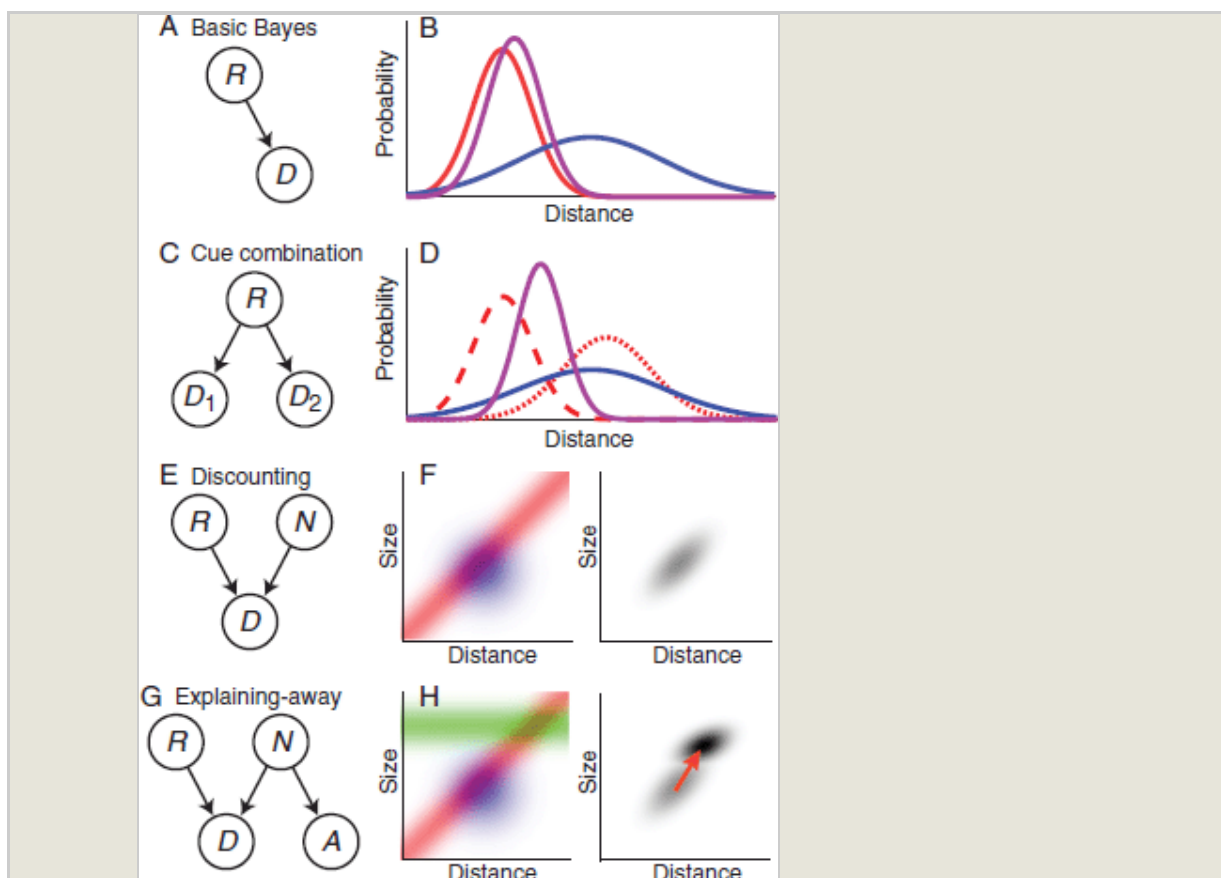 A Basic Bayes
R
D
B
Probability
Distance
C Cue combination
R
D1 D2
D
Probability
Distance
E Discounting
R N
D
F
Size
Distance
Size
Distance
G Explaining-away
R N
D A
H
Size
Distance
Size
Distance